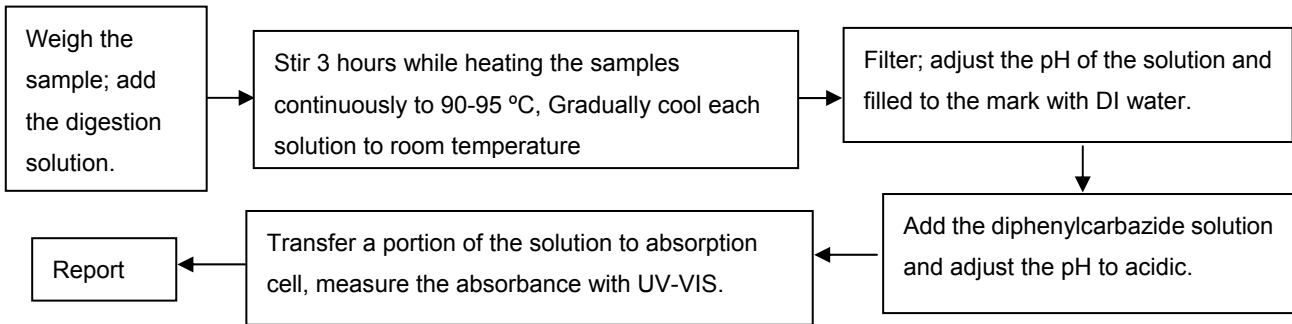 Weigh the
sample; add
the digestion
solution.
Stir 3 hours while heating the samples
continuously to 90-95 ºC, Gradually cool each
solution to room temperature
Filter; adjust the pH of the solution and
filled to the mark with DI water.
Add the diphenylcarbazide solution
and adjust the pH to acidic.
Transfer a portion of the solution to absorption
cell, measure the absorbance with UV-VIS.
Report